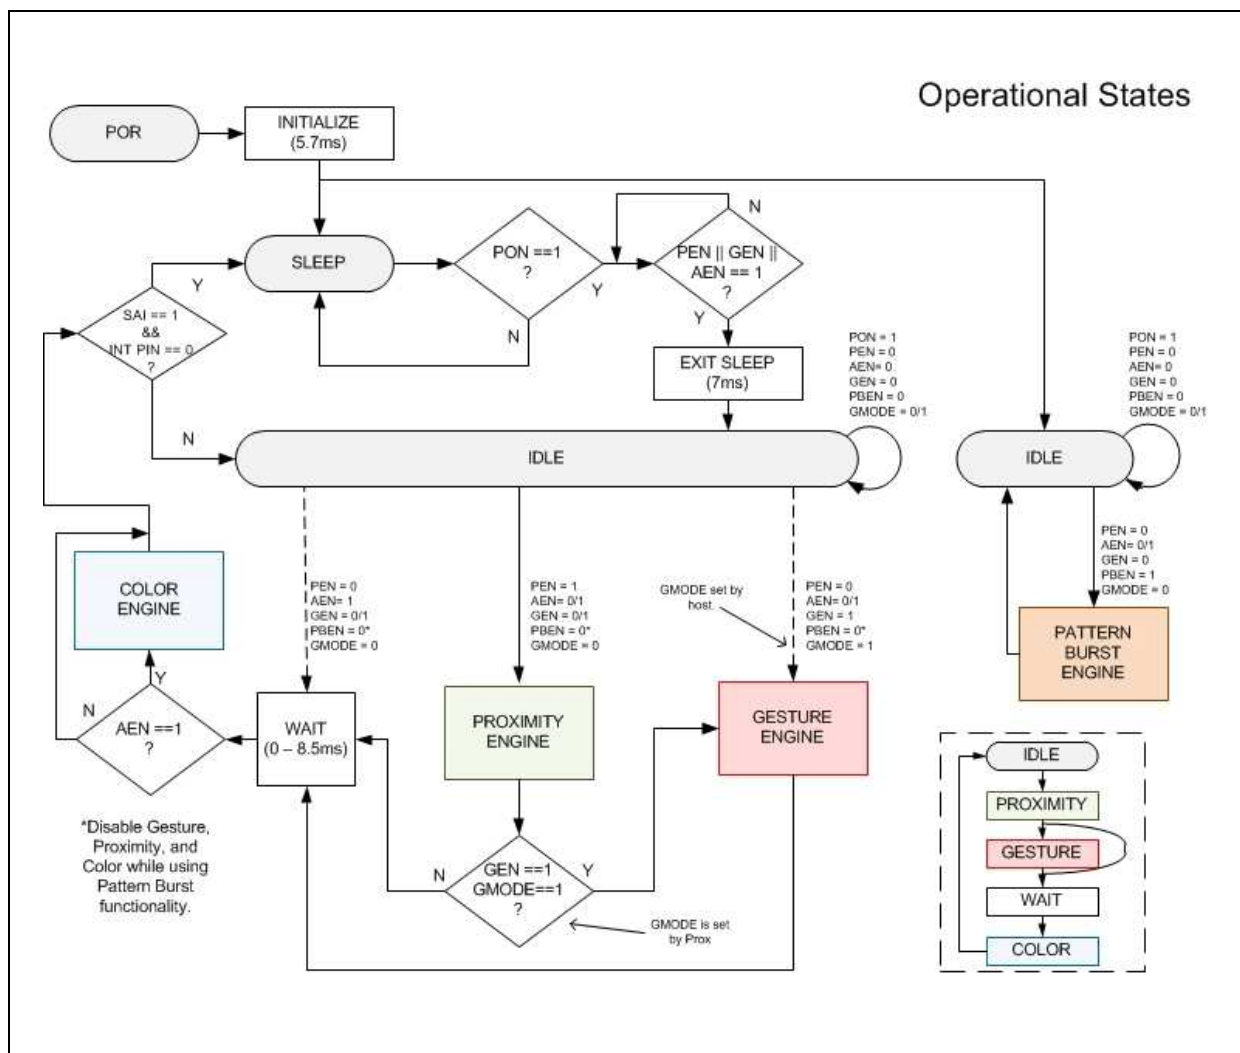 Operational States
POR
INITIALIZE
(5.7ms)
SLEEP
PON ==1
?
N
Y
PEN || GEN ||
AEN == 1
?
N
Y
EXIT SLEEP
(7ms)
SAI == 1
&&
INT PIN == 0
?
Y
N
PON = 1
PEN = 0
AEN= 0
GEN = 0
PBEN = 0
GMODE = 0/1
PON = 1
PEN = 0
AEN= 0
GEN = 0
PBEN = 0
GMODE = 0/1
IDLE
IDLE
COLOR
ENGINE
PEN = 0
AEN= 1
GEN = 0/1
PBEN = 0*
GMODE = 0
PEN = 1
AEN= 0/1
GEN = 0/1
PBEN = 0*
GMODE = 0
GMODE set by
host
PEN = 0
AEN= 0/1
GEN = 1
PBEN = 0*
GMODE = 1
PEN = 0
AEN= 0/1
GEN = 0
PBEN = 1
GMODE = 0
PATTERN
BURST
ENGINE
Y
N
AEN ==1
?
WAIT
(0 – 8.5ms)
PROXIMITY
ENGINE
GESTURE
ENGINE
*Disable Gesture,
Proximity, and
Color while using
Pattern Burst
functionality.
N
GEN ==1
GMODE==1
?
Y
GMODE is set
by Prox
IDLE
PROXIMITY
GESTURE
WAIT
COLOR